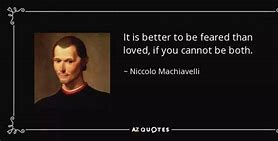 It is better to be feared than
loved, if you cannot be both.
~ Niccolo Machiavelli
AZ QUOTES